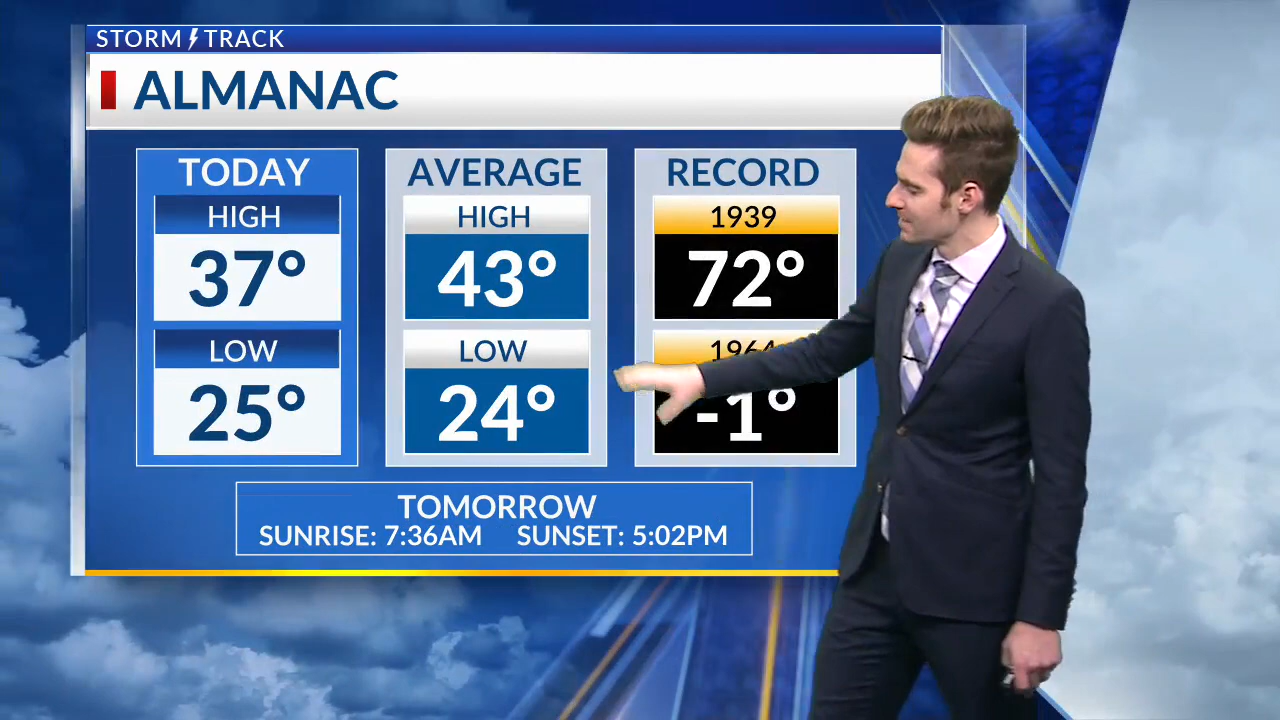 STORM TRACK
ALMANAC
TODAY
HIGH
37°
LOW
25°
AVERAGE
HIGH
43°
LOW
24°
RECORD
1939
72°
1964
-1°
TOMORROW
SUNRISE: 7:36AM SUNSET: 5:02PM